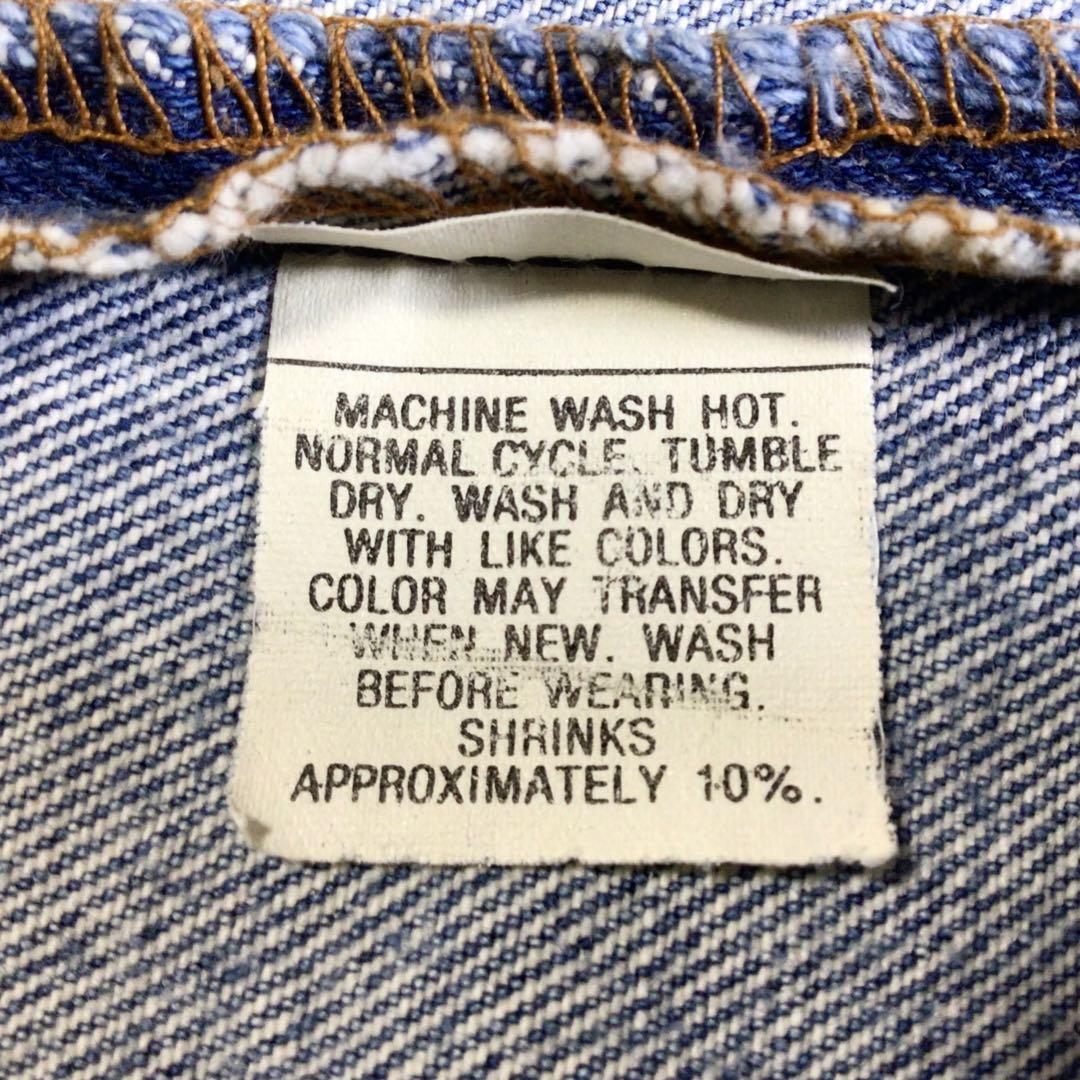 MACHINE WASH HOT.
NORMAL CYCLE. TUMBLE
DRY. WASH AND DRY
WITH LIKE COLORS.
COLOR MAY TRANSFER
WHEN NEW. WASH
BEFORE WEARING.
SHRINKS
APPROXIMATELY 10%.